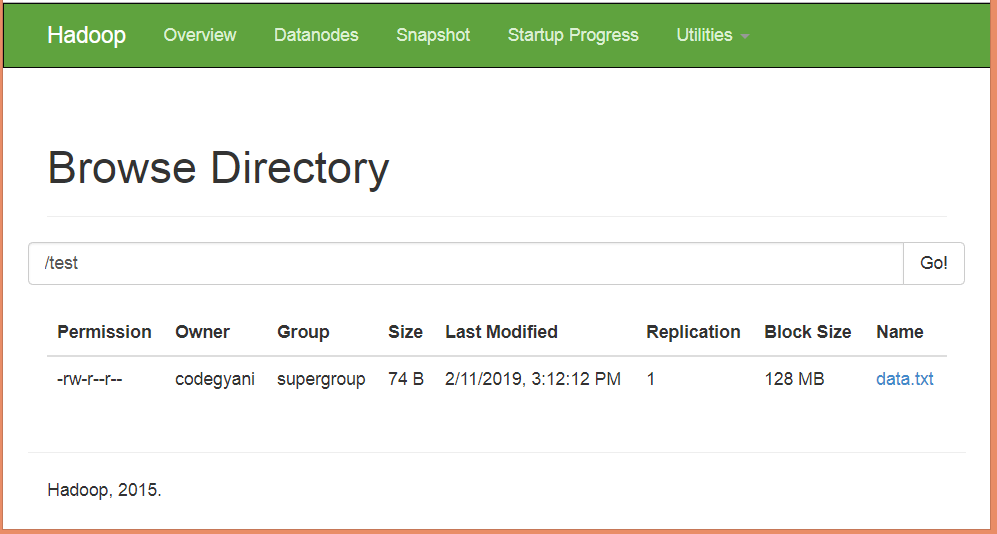 Hadoop Overview Datanodes Snapshot Startup Progress Utilities
Browse Directory
/test Go!
Permission Owner Group Size Last Modified Replication Block Size Name
-rw-r--r-- codegyani supergroup 74 B 2/11/2019, 3:12:12 PM 1 128 MB data.txt
Hadoop, 2015.